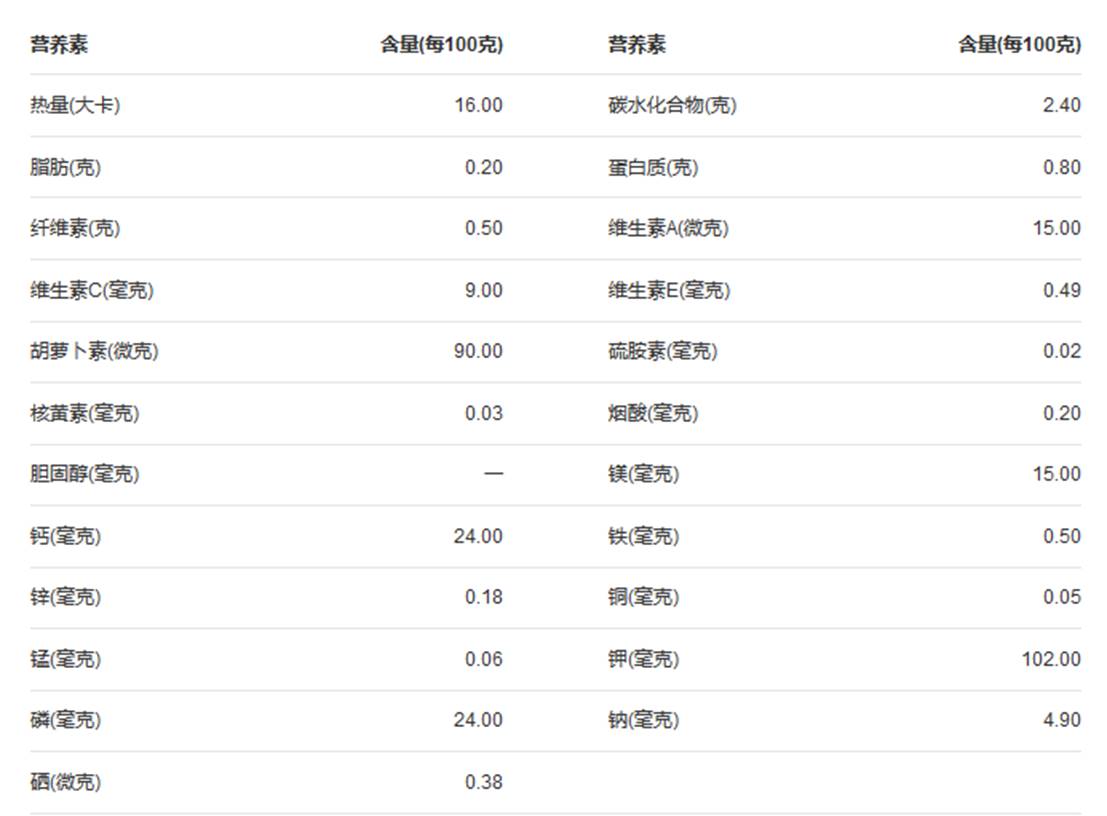 营养素 含量(每100克) 营养素 含量(每100克)
热量(大卡) 16.00 碳水化合物(克) 2.40
脂肪(克) 0.20 蛋白质(克) 0.80
纤维素(克) 0.50 维生素A(微克) 15.00
维生素C(毫克) 9.00 维生素E(毫克) 0.49
胡萝卜素(微克) 90.00 硫胺素(毫克) 0.02
核黄素(毫克) 0.03 烟酸(毫克) 0.20
胆固醇(毫克) — 镁(毫克) 15.00
钙(毫克) 24.00 铁(毫克) 0.50
锌(毫克) 0.18 铜(毫克) 0.05
锰(毫克) 0.06 钾(毫克) 102.00
磷(毫克) 24.00 钠(毫克) 4.90
硒(微克) 0.38